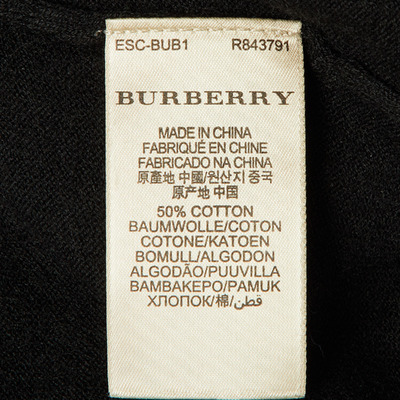 ESC-BUB1 R843791
BURBERRY
MADE IN CHINA
FABRIQUÉ EN CHINE
FABRICADO NA CHINA
原產地 中國/원산지 중국
原产地 中国
50% COTTON
BAUMWOLLE/COTON
COTONE/KATOEN
BOMULL/ALGODON
ALGODÃO/PUUVILLA
BAMBAKEPO/PAMUK
ХЛОПОК/棉/قطن